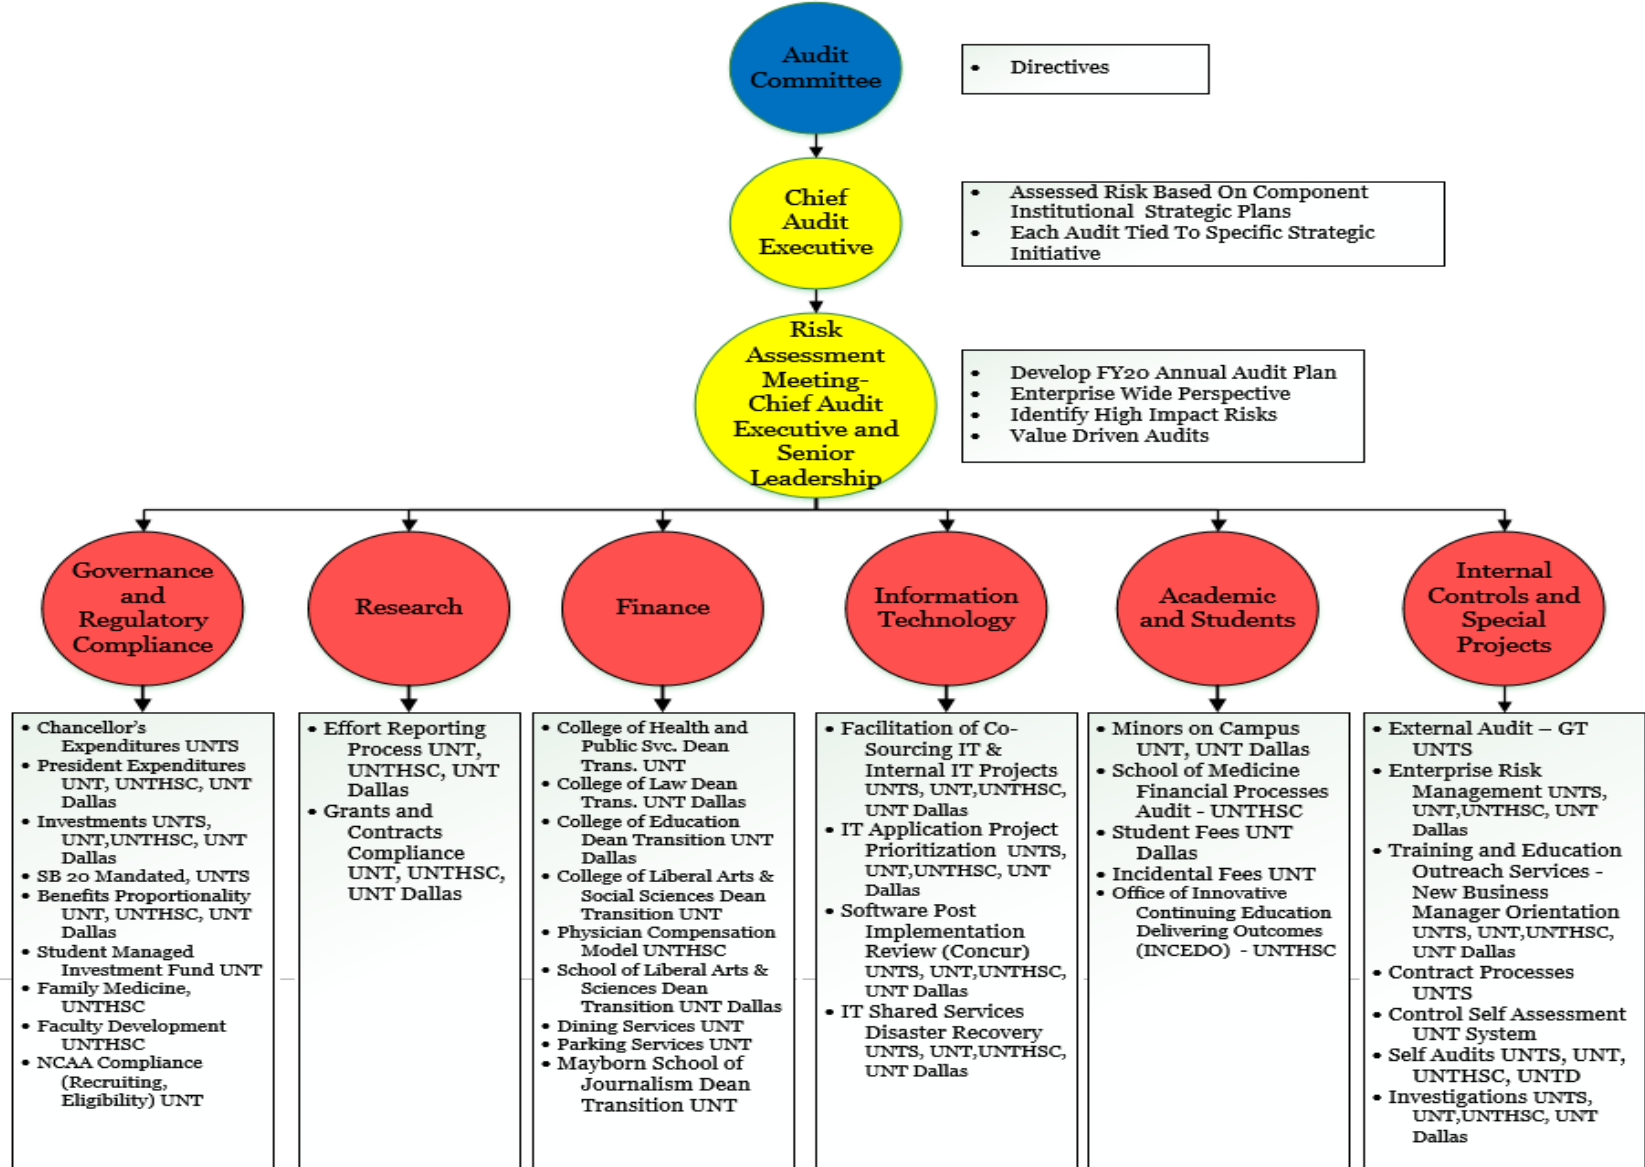 Audit
Committee
• Directives
Chief
Audit
Executive
• Assessed Risk Based On Component
Institutional Strategic Plans
• Each Audit Tied To Specific Strategic
Initiative
Risk
Assessment
Meeting-
Chief Audit
Executive and
Senior
Leadership
• Develop FY20 Annual Audit Plan
• Enterprise Wide Perspective
• Identify High Impact Risks
• Value Driven Audits
Governance
and
Regulatory
Compliance
Research
Finance
Information
Technology
Academic
and Students
Internal
Controls and
Special
Projects
• Chancellor's
Expenditures UNTS
• President Expenditures
UNT, UNTHSC, UNT
Dallas
• Investments UNTS,
UNT,UNTHSC, UNT
Dallas
• SB 20 Mandated, UNTS
• Benefits Proportionality
UNT, UNTHSC, UNT
Dallas
• Student Managed
Investment Fund UNT
• Family Medicine,
UNTHSC
• Faculty Development
UNTHSC
• NCAA Compliance
(Recruiting,
Eligibility) UNT
• Effort Reporting
Process UNT,
UNTHSC, UNT
Dallas
• Grants and
Contracts
Compliance
UNT, UNTHSC,
UNT Dallas
• College of Health and
Public Svc. Dean
Trans. UNT
• College of Law Dean
Trans. UNT Dallas
• College of Education
Dean Transition UNT
Dallas
• College of Liberal Arts &
Social Sciences Dean
Transition UNT
• Physician Compensation
Model UNTHSC
• School of Liberal Arts &
Sciences Dean
Transition UNT Dallas
• Dining Services UNT
• Parking Services UNT
• Mayborn School of
Journalism Dean
Transition UNT
• Facilitation of Co-
Sourcing IT &
Internal IT Projects
UNTS, UNT,UNTHSC,
UNT Dallas
• IT Application Project
Prioritization UNTS,
UNT,UNTHSC, UNT
Dallas
• Software Post
Implementation
Review (Concur)
UNTS, UNT,UNTHSC,
UNT Dallas
• IT Shared Services
Disaster Recovery
UNTS, UNT,UNTHSC,
UNT Dallas
• Minors on Campus
UNT, UNT Dallas
• School of Medicine
Financial Processes
Audit - UNTHSC
• Student Fees UNT
Dallas
• Incidental Fees UNT
• Office of Innovative
Continuing Education
Delivering Outcomes
(INCEDO) - UNTHSC
• External Audit – GT
UNTS
• Enterprise Risk
Management UNTS,
UNT,UNTHSC, UNT
Dallas
• Training and Education
Outreach Services -
New Business
Manager Orientation
UNTS, UNT,UNTHSC,
UNT Dallas
• Contract Processes
UNTS
• Control Self Assessment
UNT System
• Self Audits UNTS, UNT,
UNTHSC, UNTD
• Investigations UNTS,
UNT,UNTHSC, UNT
Dallas